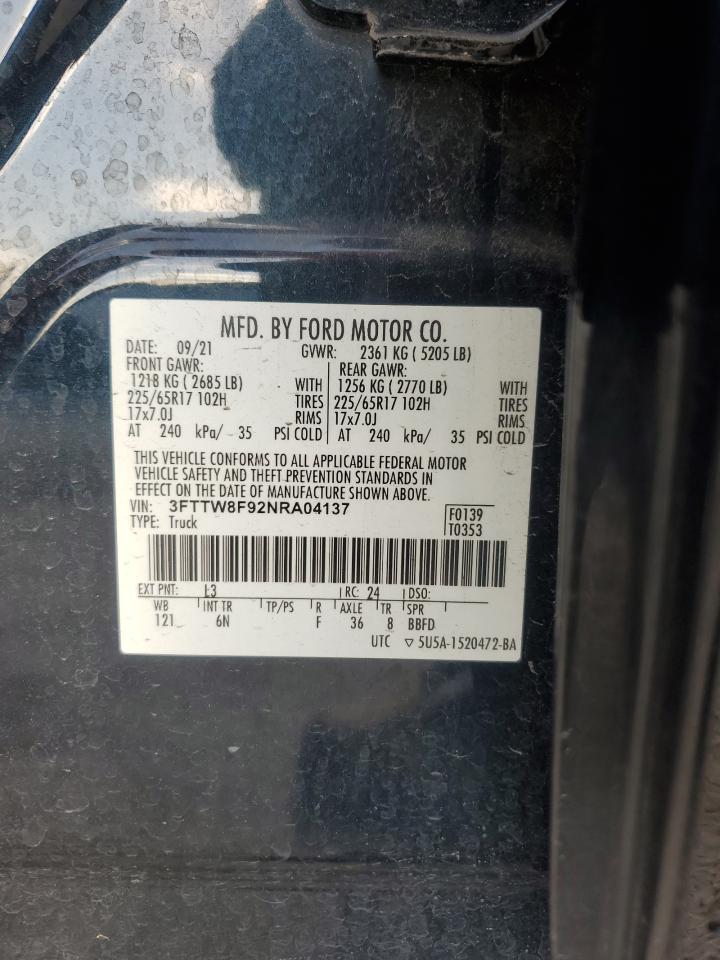 MFD. BY FORD MOTOR CO.
DATE: 09/21 GVWR: 2361 KG ( 5205 LB)
FRONT GAWR: REAR GAWR:
1218 KG ( 2685 LB) WITH 1256 KG ( 2770 LB) WITH
225/65R17 102H TIRES 225/65R17 102H TIRES
17x7.0J RIMS 17x7.0J RIMS
AT 240 kPa/ 35 PSI COLD AT 240 kPa/ 35 PSI COLD
THIS VEHICLE CONFORMS TO ALL APPLICABLE FEDERAL MOTOR
VEHICLE SAFETY AND THEFT PREVENTION STANDARDS IN
EFFECT ON THE DATE OF MANUFACTURE SHOWN ABOVE.
VIN: 3FTTW8F92NRA04137 F0139
TYPE: Truck T0353
EXT PNT: L3 RC: 24 DSO:
WB INT TR TP/PS R AXLE TR SPR
121 6N F 36 8 BBFD
UTC ▽ 5U5A-1520472-BA